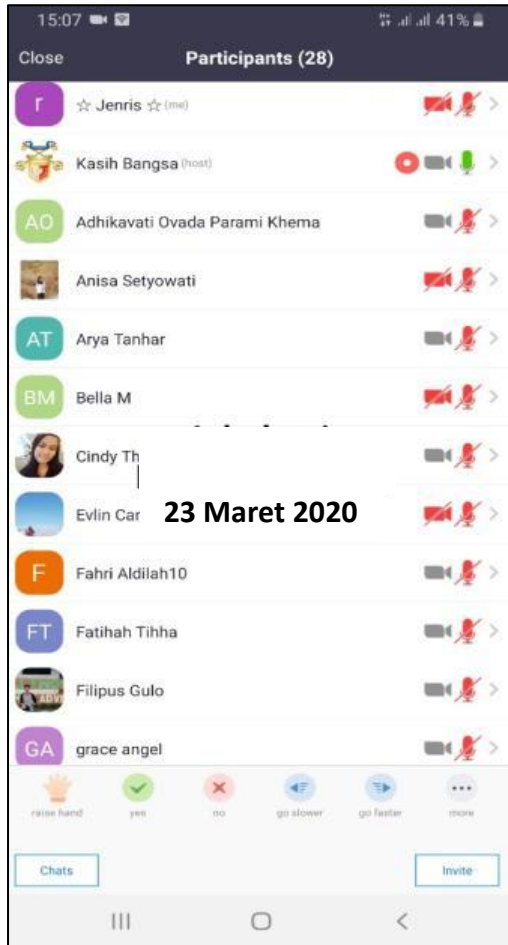 15:07 41%
Close Participants (28)
r ☆ Jenris ☆ (me)
Kasih Bangsa (host)
AO Adhikavati Ovada Parami Khema
Anisa Setyowati
AT Arya Tanhar
BM Bella M
Cindy Th
Evlin Car 23 Maret 2020
F Fahri Aldilah10
FT Fatihah Tihha
Filipus Gulo
GA grace angel
raise hand yes no go slower go faster more
Chats Invite